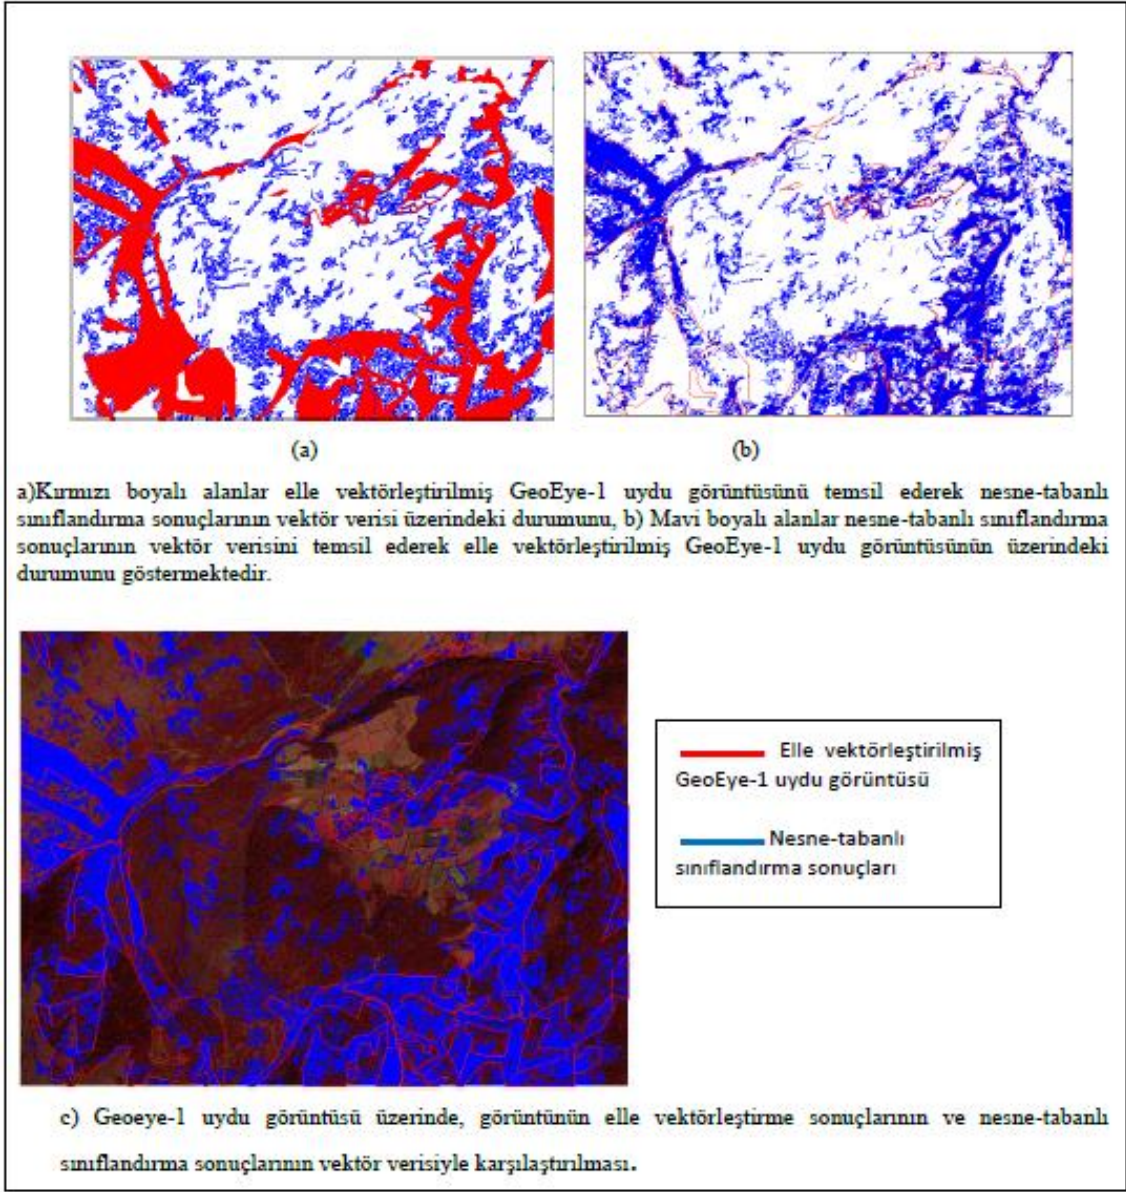 (a)
(b)
a)Kırmızı boyalı alanlar elle vektörleştirilmiş GeoEye-1 uydu görüntüsünü temsil ederek nesne-tabanlı
sınıflandırma sonuçlarının vektör verisi üzerindeki durumunu, b) Mavi boyalı alanlar nesne-tabanlı sınıflandırma
sonuçlarının vektör verisini temsil ederek elle vektörleştirilmiş GeoEye-1 uydu görüntüsünün üzerindeki
durumunu göstermektedir.
Elle vektörleştirilmiş
GeoEye-1 uydu görüntüsü
Nesne-tabanlı
sınıflandırma sonuçları
c) Geoeye-1 uydu görüntüsü üzerinde, görüntünün elle vektörleştirme sonuçlarının ve nesne-tabanlı
sınıflandırma sonuçlarının vektör verisiyle karşılaştırılması.